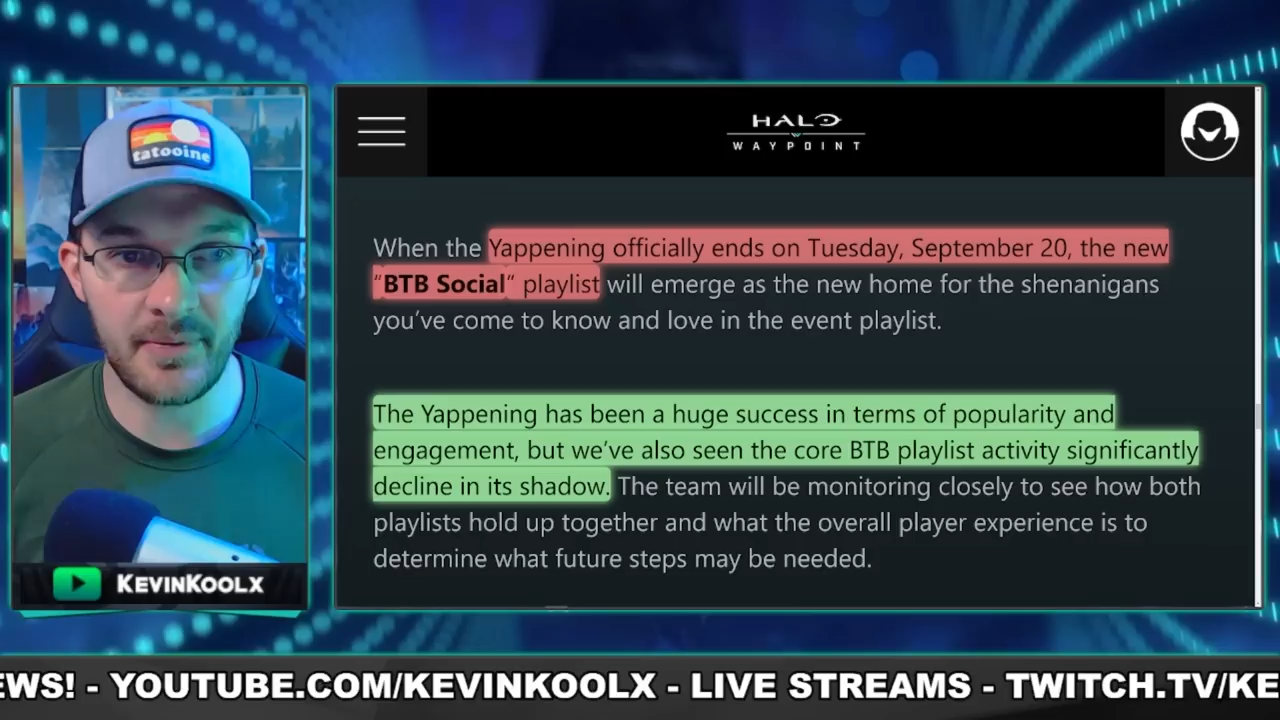 tatooine
KEVINKOOLX
HALO
WAYPOINT
When the Yappening officially ends on Tuesday, September 20, the new
“BTB Social” playlist will emerge as the new home for the shenanigans
you’ve come to know and love in the event playlist.
The Yappening has been a huge success in terms of popularity and
engagement, but we’ve also seen the core BTB playlist activity significantly
decline in its shadow. The team will be monitoring closely to see how both
playlists hold up together and what the overall player experience is to
determine what future steps may be needed.
EWS! - YOUTUBE.COM/KEVINKOOLX - LIVE STREAMS - TWITCH.TV/KE